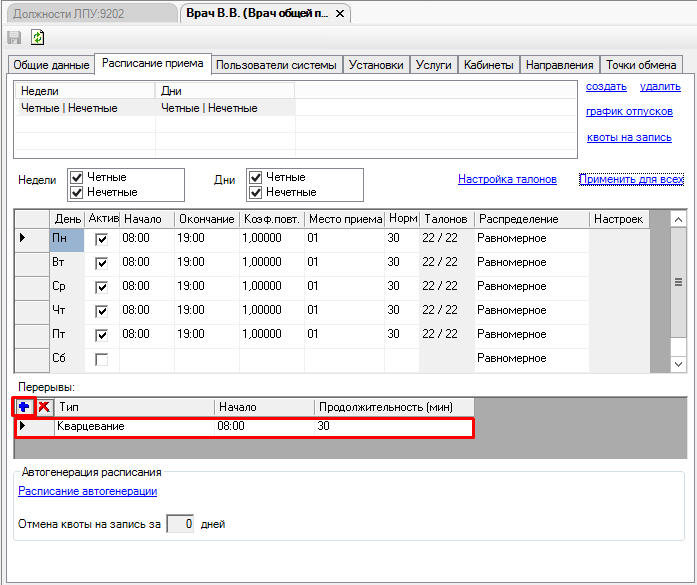 Должности ЛПУ:9202 Врач В.В. (Врач общей п...
Общие данные Расписание приема Пользователи системы Установки Услуги Кабинеты Направления Точки обмена
Недели Дни
Четные | Нечетные Четные | Нечетные
создать удалить
график отпусков
квоты на запись
Недели Четные Нечетные Дни Четные Нечетные Настройка талонов Применить для всех
День Актив Начало Окончание Коэф.повт. Место приема Норм Талонов Распределение Настроек
Пн 08:00 19:00 1,00000 01 30 22 / 22 Равномерное
Вт 08:00 19:00 1,00000 01 30 22 / 22 Равномерное
Ср 08:00 19:00 1,00000 01 30 22 / 22 Равномерное
Чт 08:00 19:00 1,00000 01 30 22 / 22 Равномерное
Пт 08:00 19:00 1,00000 01 30 22 / 22 Равномерное
Сб Равномерное
Перерывы:
Тип Начало Продолжительность (мин)
Кварцевание 08:00 30
Автогенерация расписания
Расписание автогенерации
Отмена квоты на запись за 0 дней